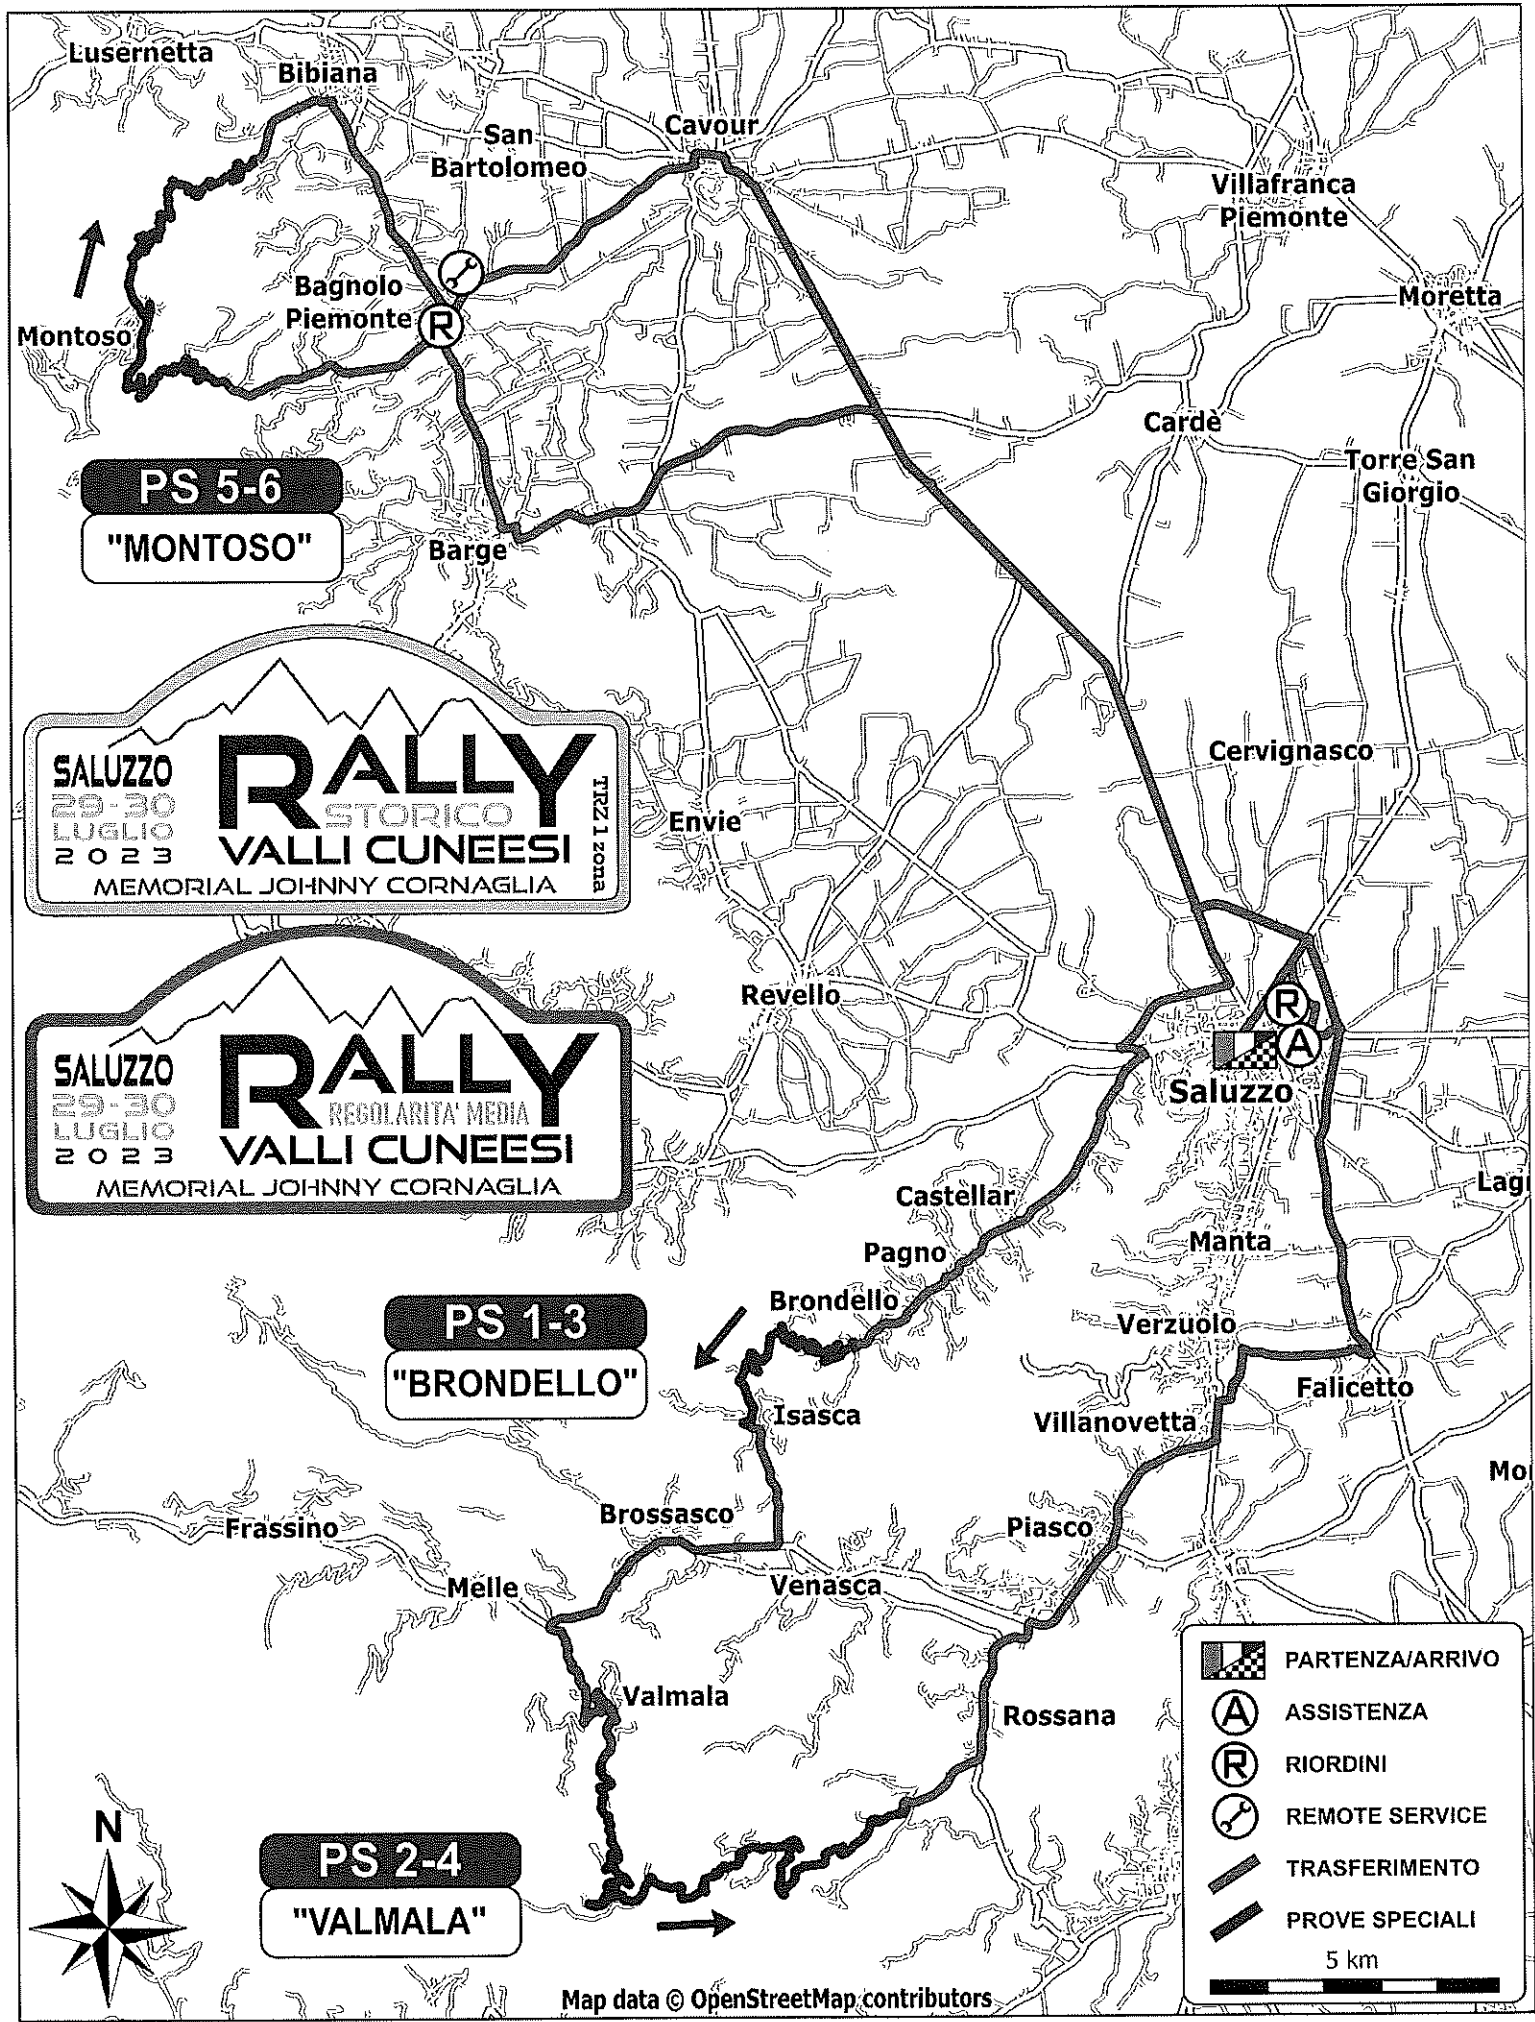 Lusernetta
Bibiana
San
Bartolomeo
Cavour
Villafranca
Piemonte
Bagnolo
Piemonte
R
Moretta
Montoso
Cardè
Torre San
Giorgio
PS 5-6
"MONTOSO"
Barge
SALUZZO
29-30
LUGLIO
2023
RALLY
STORICO
VALLI CUNEESI
MEMORIAL JOHNNY CORNAGLIA
TRZ 1 zona
Cervignasco
Envie
SALUZZO
29-30
LUGLIO
2023
RALLY
REGOLARITA' MEDIA
VALLI CUNEESI
MEMORIAL JOHNNY CORNAGLIA
Revello
R
A
Saluzzo
Castellar
Lag
Pagno
Manta
PS 1-3
"BRONDELLO"
Brondello
Verzuolo
Falicetto
Isasca
Villanovetta
Mo
Brossasco
Piasco
Frassino
Melle
Venasca
Valmala
Rossana
PS 2-4
"VALMALA"
N
PARTENZA/ARRIVO
A ASSISTENZA
R RIORDINI
REMOTE SERVICE
TRASFERIMENTO
PROVE SPECIALI
5 km
Map data © OpenStreetMap contributors